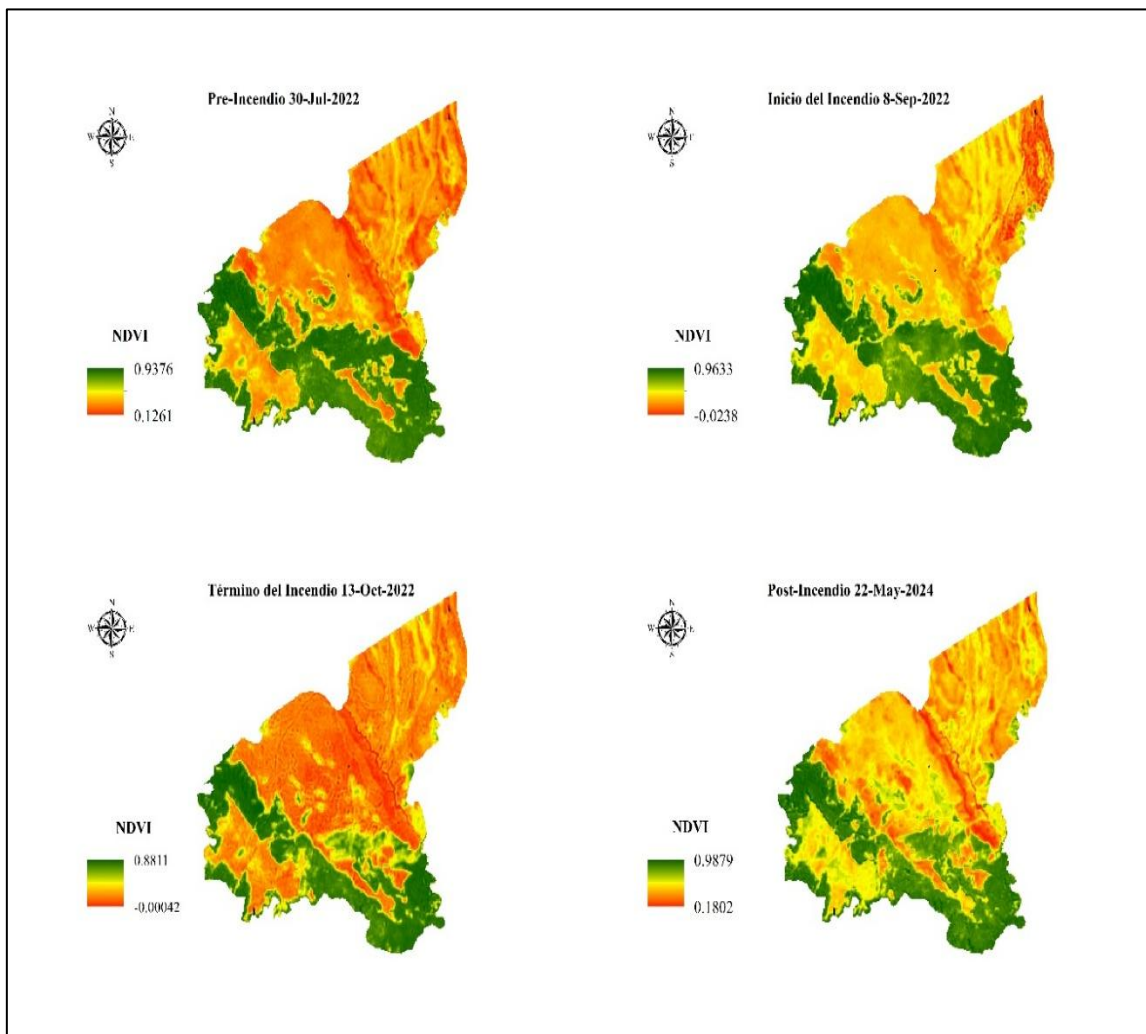 Pre-Incendio 30-Jul-2022
N
W E
S
NDVI
0.9376
0.1261
Inicio del Incendio 8-Sep-2022
N
W E
S
NDVI
0.9633
-0.0238
Término del Incendio 13-Oct-2022
N
W E
S
NDVI
0.8811
-0.00042
Post-Incendio 22-May-2024
N
W E
S
NDVI
0.9879
0.1802